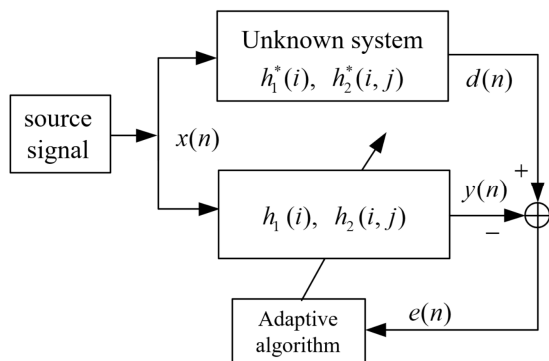 Unknown system
h₁*(i), h₂*(i, j)
d(n)
source
signal
x(n)
+
y(n)
h₁(i), h₂(i, j)
−
Adaptive
algorithm
e(n)